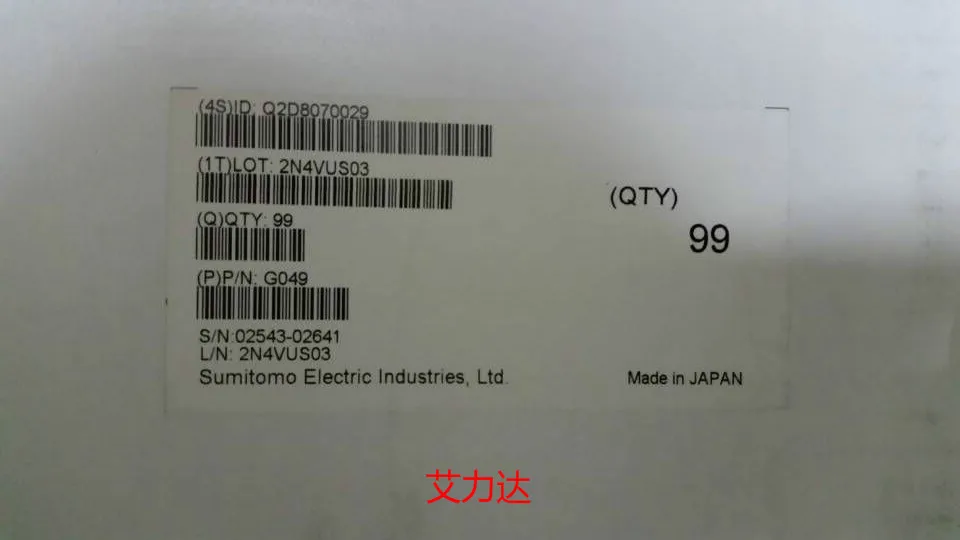 (4S)ID: Q2D8070029
(1T)LOT: 2N4VUS03
(Q)QTY: 99
(P)P/N: G049
S/N:02543-02641
L/N: 2N4VUS03
Sumitomo Electric Industries, Ltd.
(QTY)
99
Made in JAPAN
艾力达